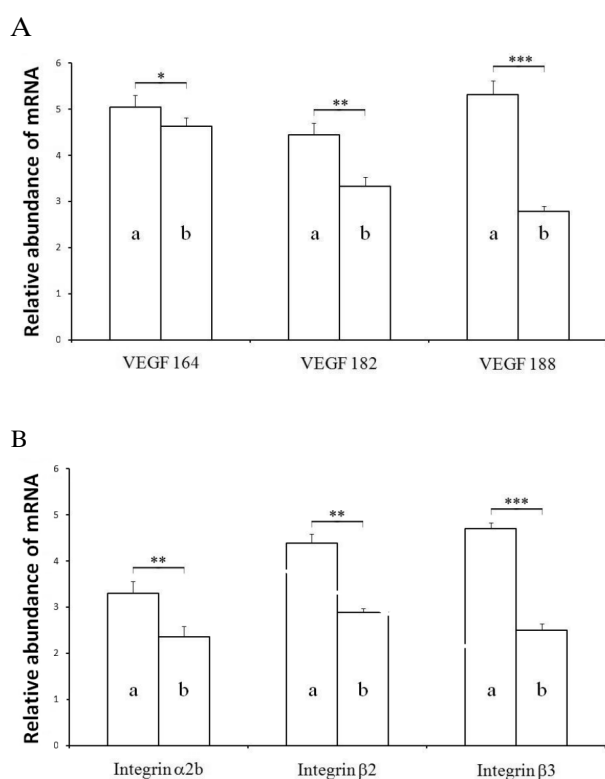 A
Relative abundance of mRNA
6
5
4
3
2
1
0
*
**
***
a b
a b
a b
VEGF 164 VEGF 182 VEGF 188
B
Relative abundance of mRNA
6
5
4
3
2
1
0
**
**
***
a b
a b
a b
Integrin α2b Integrin β2 Integrin β3